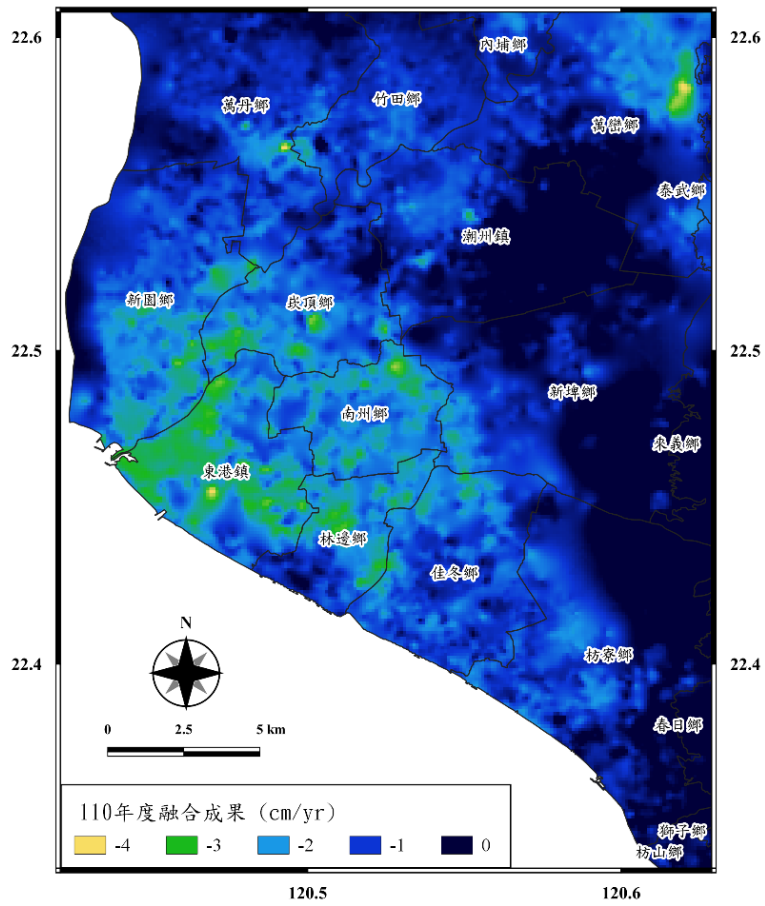 22.6
22.6
內埔鄉
萬丹鄉
竹田鄉
萬巒鄉
泰武鄉
潮州鎮
新園鄉
崁頂鄉
22.5
22.5
新埤鄉
南州鄉
來義鄉
東港鎮
林邊鄉
佳冬鄉
22.4
22.4
枋寮鄉
N
春日鄉
0 2.5 5 km
110年度融合成果 (cm/yr)
-4 -3 -2 -1 0
獅子鄉
枋山鄉
120.5 120.6